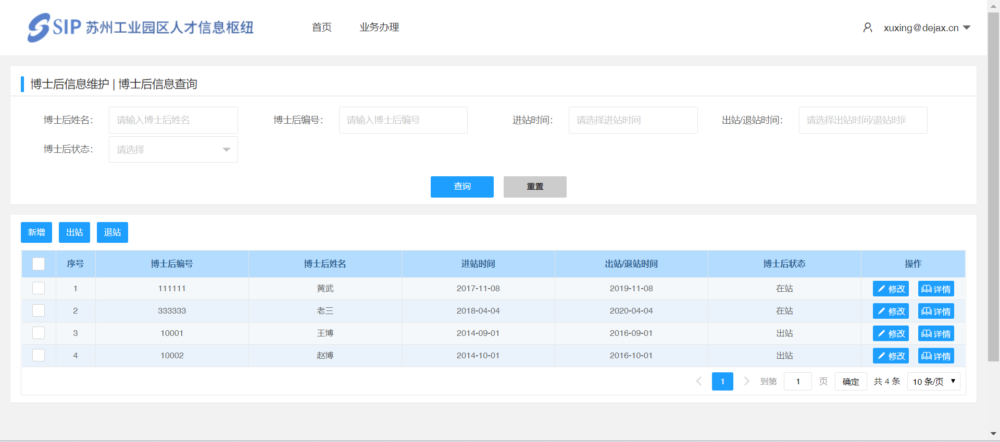 SIP 苏州工业园区人才信息枢纽 首页 业务办理 xuxing@dejax.cn
博士后信息维护 | 博士后信息查询
博士后姓名： 请输入博士后姓名 博士后编号： 请输入博士后编号 进站时间： 请选择进站时间 出站/退站时间： 请选择出站时间/退站时间
博士后状态： 请选择
查询 重置
新增 出站 退站
序号 博士后编号 博士后姓名 进站时间 出站/退站时间 博士后状态 操作
1 111111 黄武 2017-11-08 2019-11-08 在站 修改 详情
2 333333 老三 2018-04-04 2020-04-04 在站 修改 详情
3 10001 王博 2014-09-01 2016-09-01 出站 修改 详情
4 10002 赵博 2014-10-01 2016-10-01 出站 修改 详情
1 到第 1 页 确定 共 4 条 10 条/页